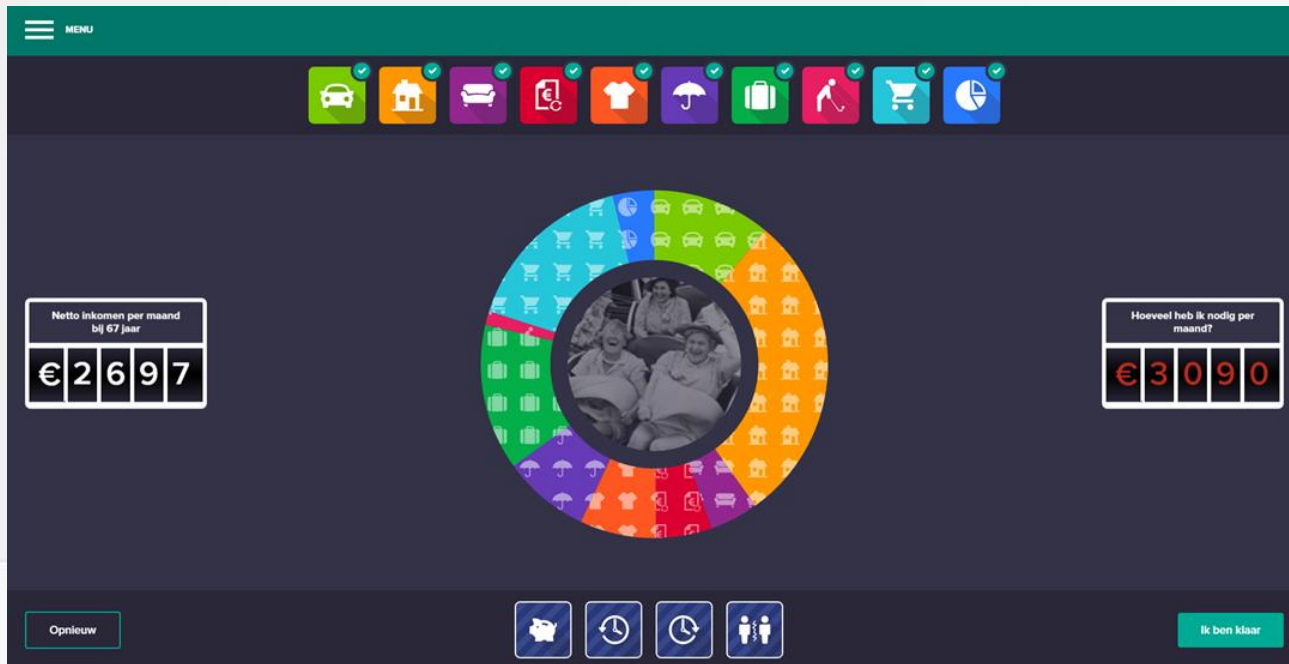 MENU
Netto inkomen per maand
bij 67 jaar
€2697
Hoeveel heb ik nodig per
maand?
€3090
Opnieuw
Ik ben klaar